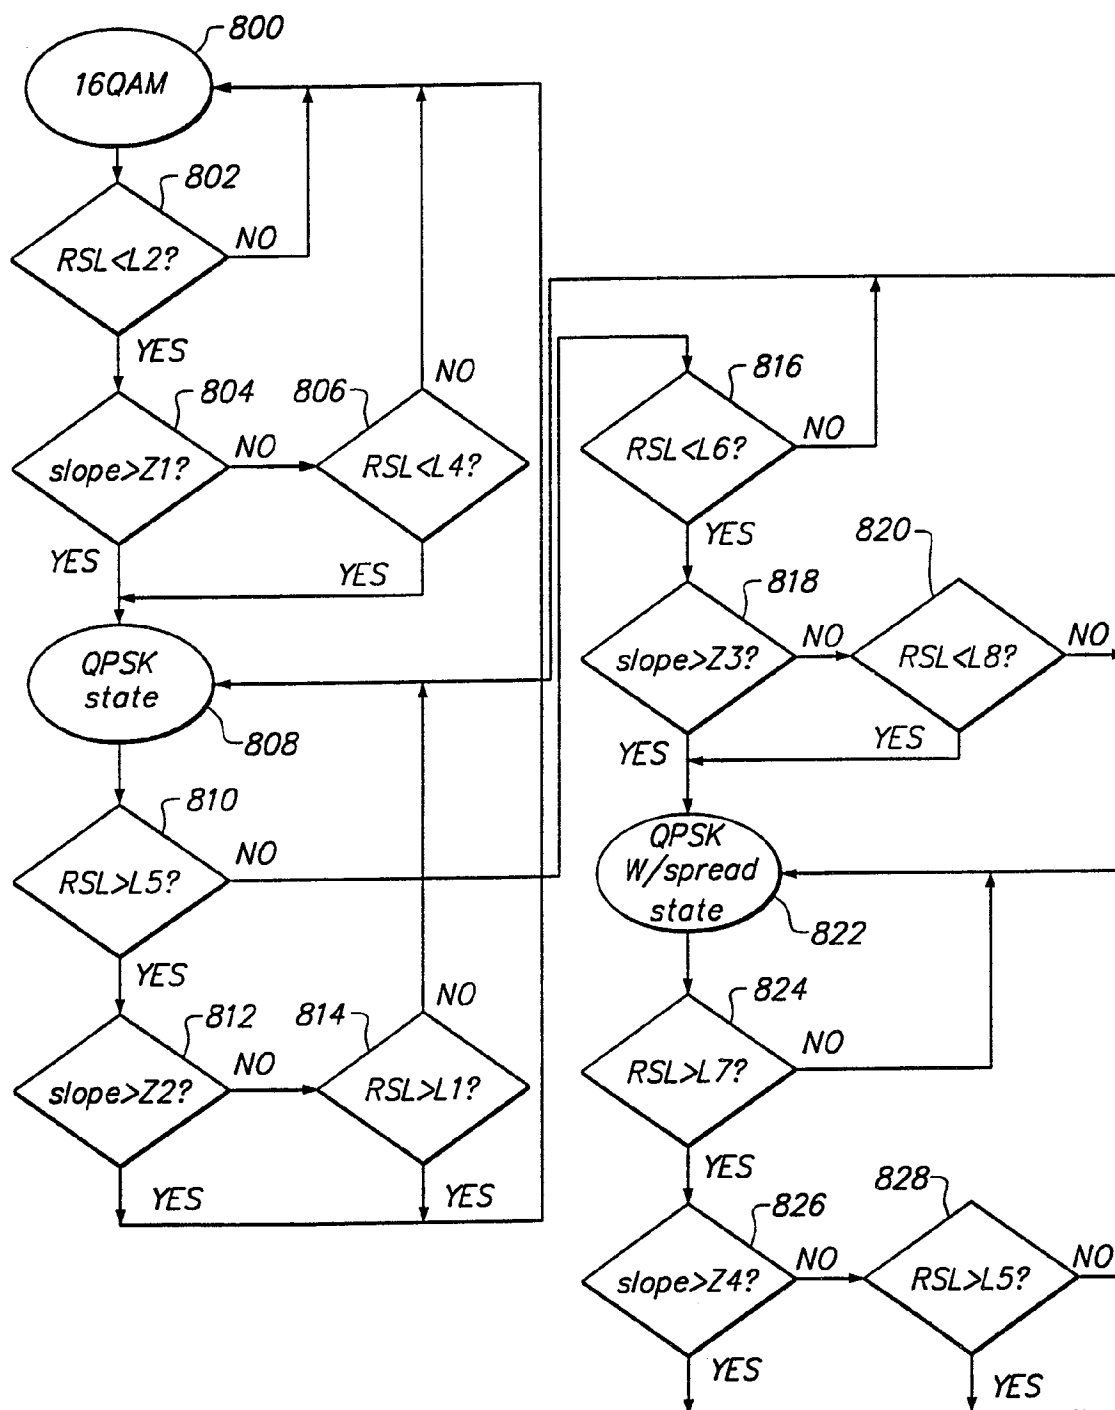 800
16QAM
802
RSL<L2?
NO
YES
804
slope>Z1?
NO
806
RSL<L4?
NO
YES
YES
QPSK
state
808
810
RSL>L5?
NO
YES
812
slope>Z2?
NO
814
RSL>L1?
NO
YES
YES
816
RSL<L6?
NO
YES
818
slope>Z3?
NO
820
RSL<L8?
NO
YES
YES
QPSK
W/spread
state
822
824
RSL>L7?
NO
YES
826
slope>Z4?
NO
828
RSL>L5?
NO
YES
YES